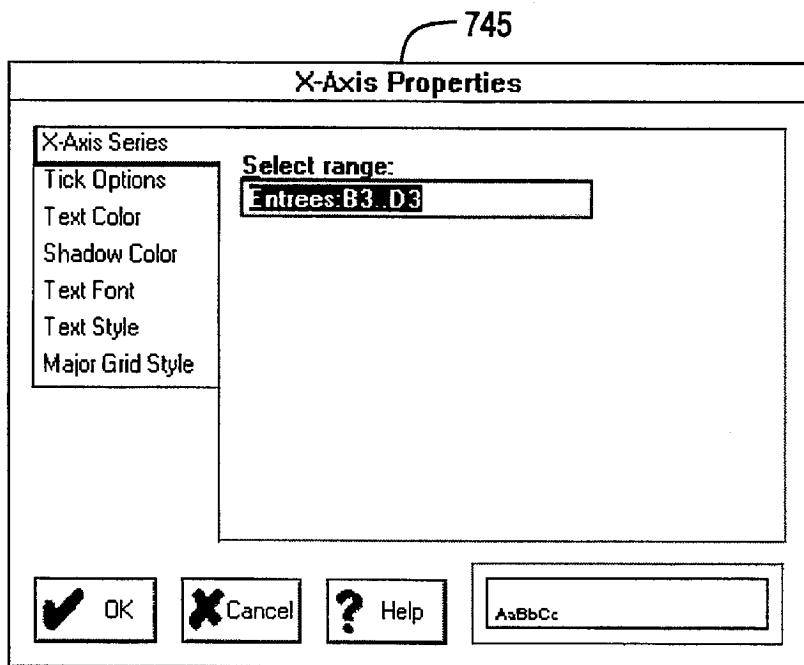 745
X-Axis Properties
X-Axis Series
Tick Options
Text Color
Shadow Color
Text Font
Text Style
Major Grid Style
Select range:
Entrees:B3..D3
OK
Cancel
Help
AaBbCc